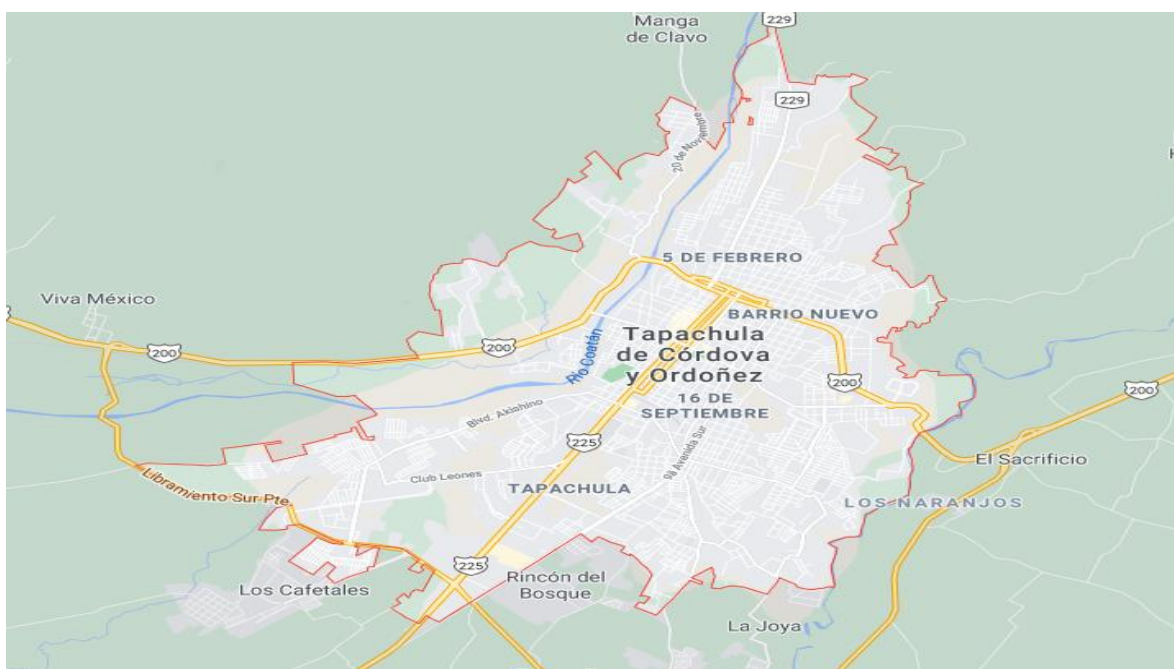 229
Manga
de Clavo
229
20 de Noviembre
H
5 DE FEBRERO
Viva México
BARRIO NUEVO
200
200
Río Coatán
Tapachula
de Córdova
y Ordoñez
200
200
16 DE
SEPTIEMBRE
Blvd. Akishino
225
9a Avenida Sur
El Sacrificio
Club Leones
TAPACHULA
Libramiento Sur Pte.
LOS NARANJOS
225
Rincón del
Bosque
Los Cafetales
La Joya